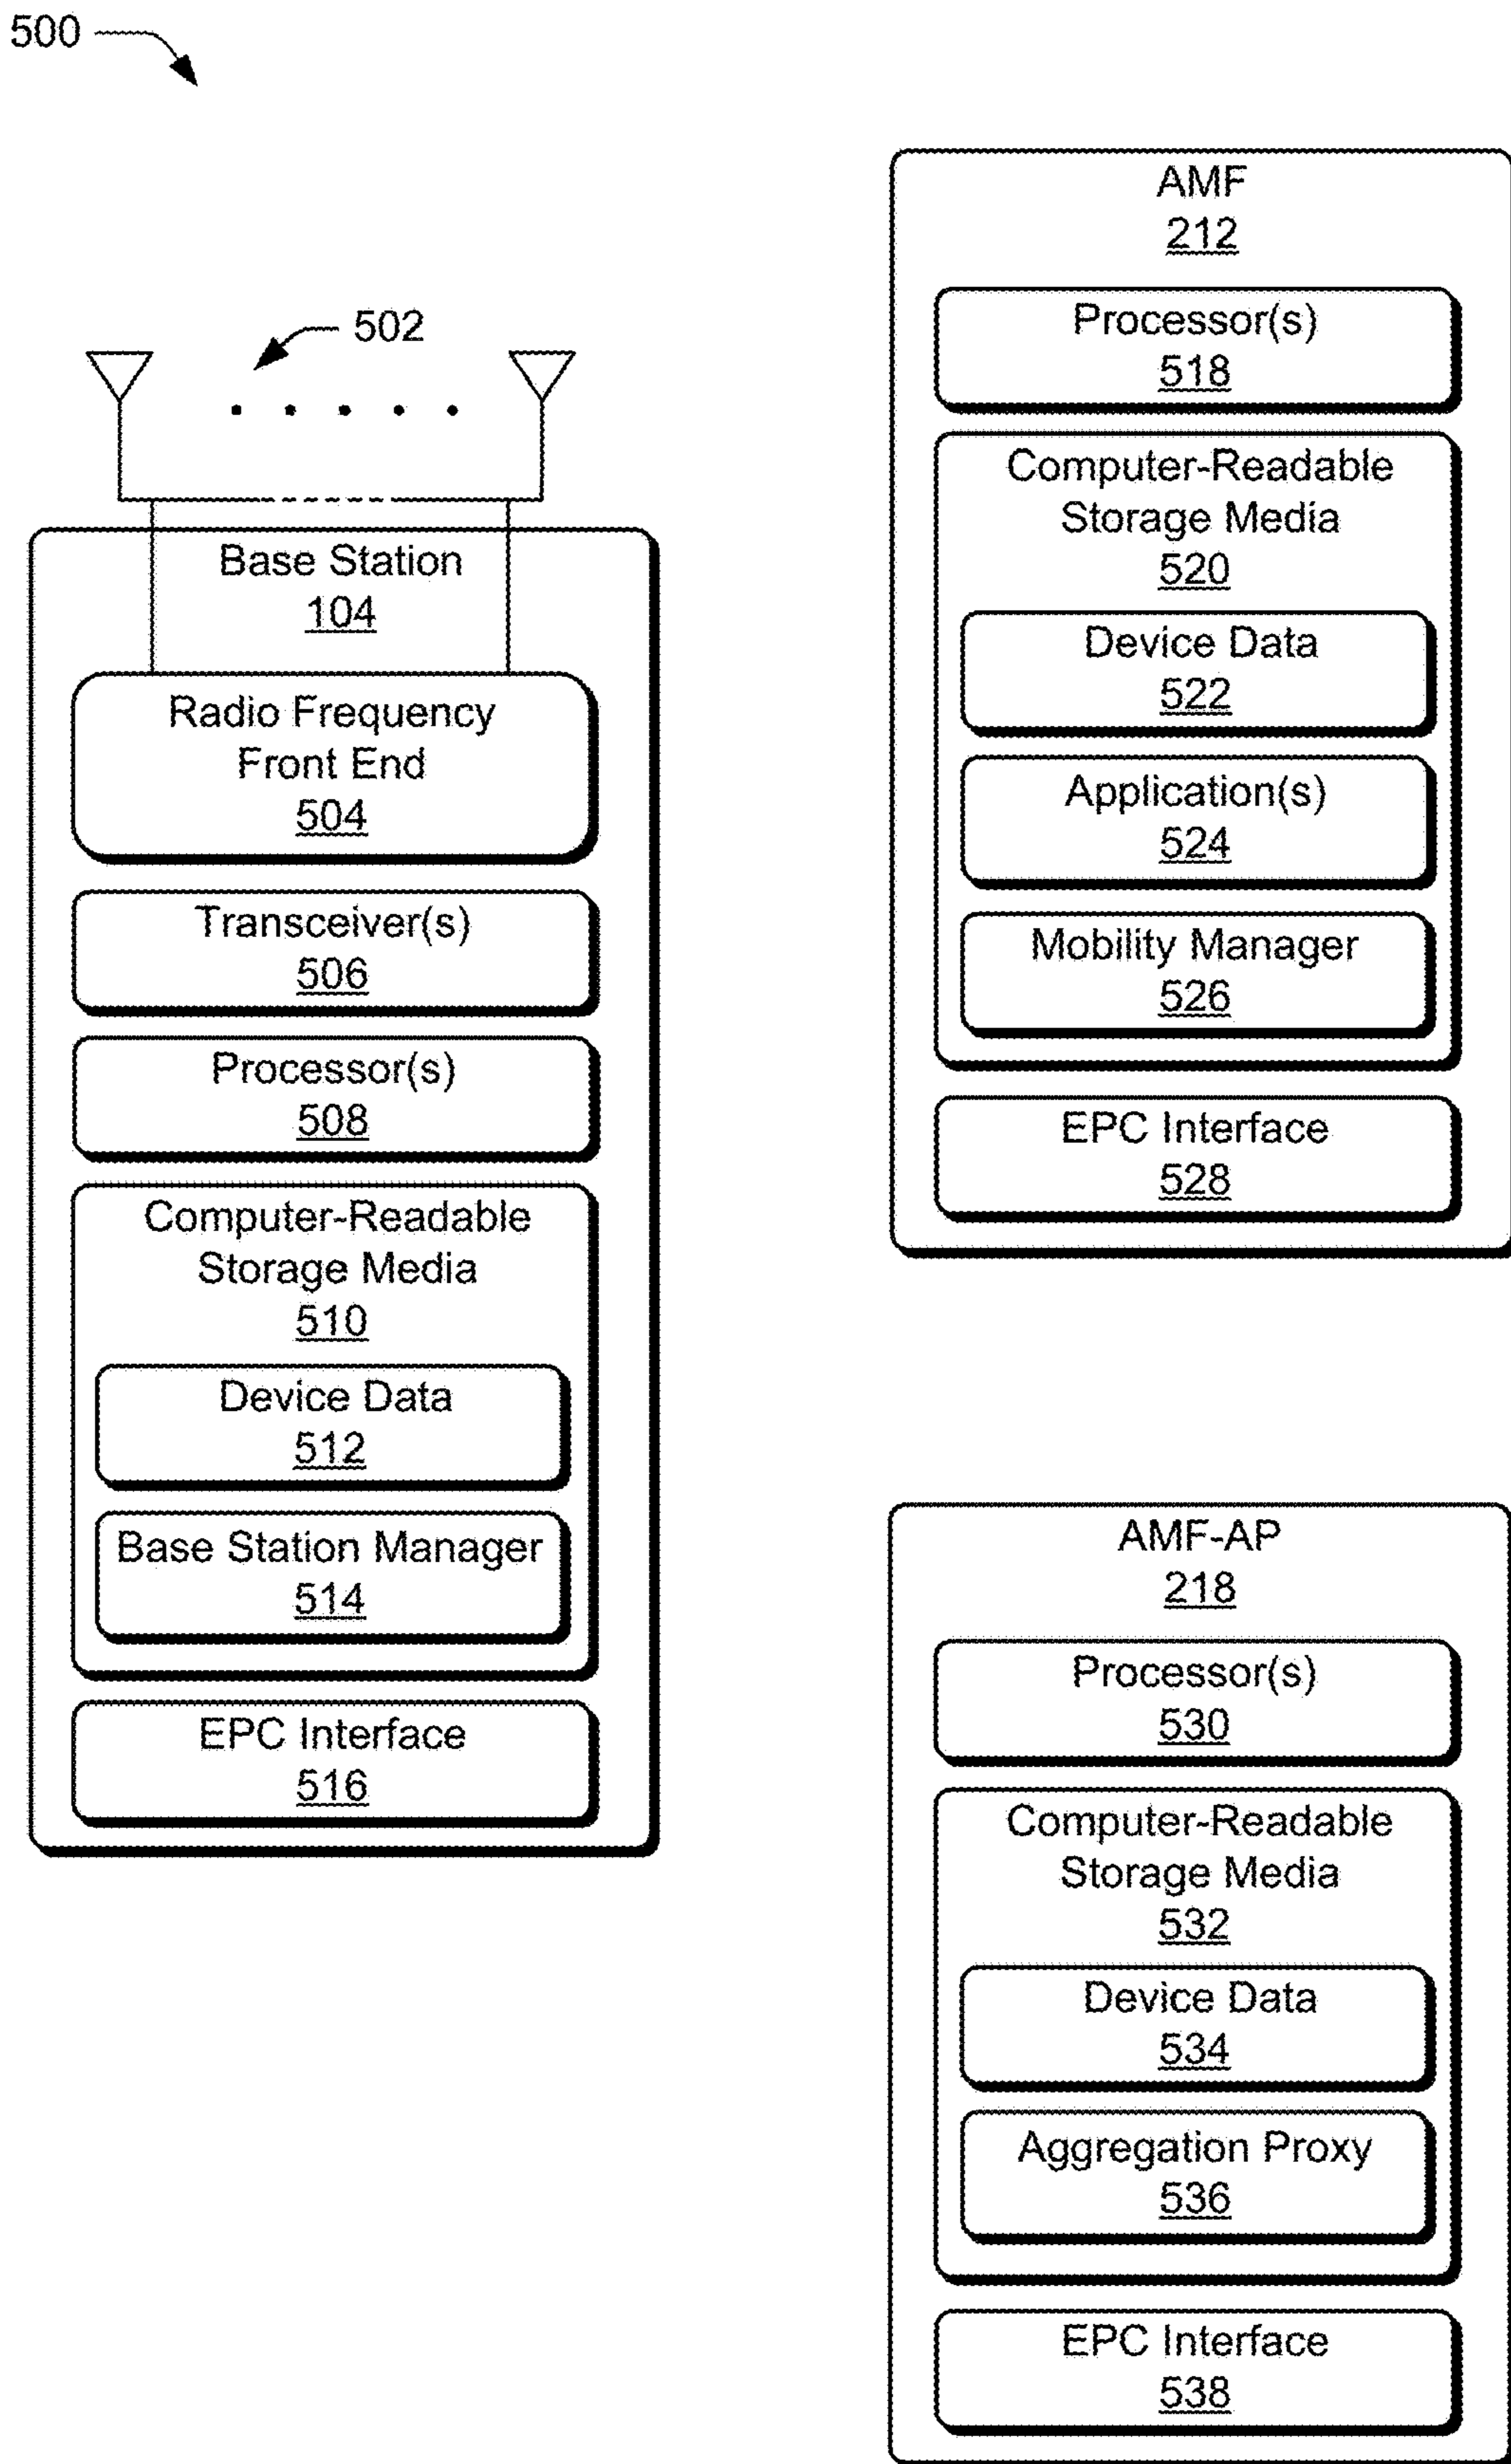 500
502
Base Station
104
Radio Frequency
Front End
504
Transceiver(s)
506
Processor(s)
508
Computer-Readable
Storage Media
510
Device Data
512
Base Station Manager
514
EPC Interface
516
AMF
212
Processor(s)
518
Computer-Readable
Storage Media
520
Device Data
522
Application(s)
524
Mobility Manager
526
EPC Interface
528
AMF-AP
218
Processor(s)
530
Computer-Readable
Storage Media
532
Device Data
534
Aggregation Proxy
536
EPC Interface
538